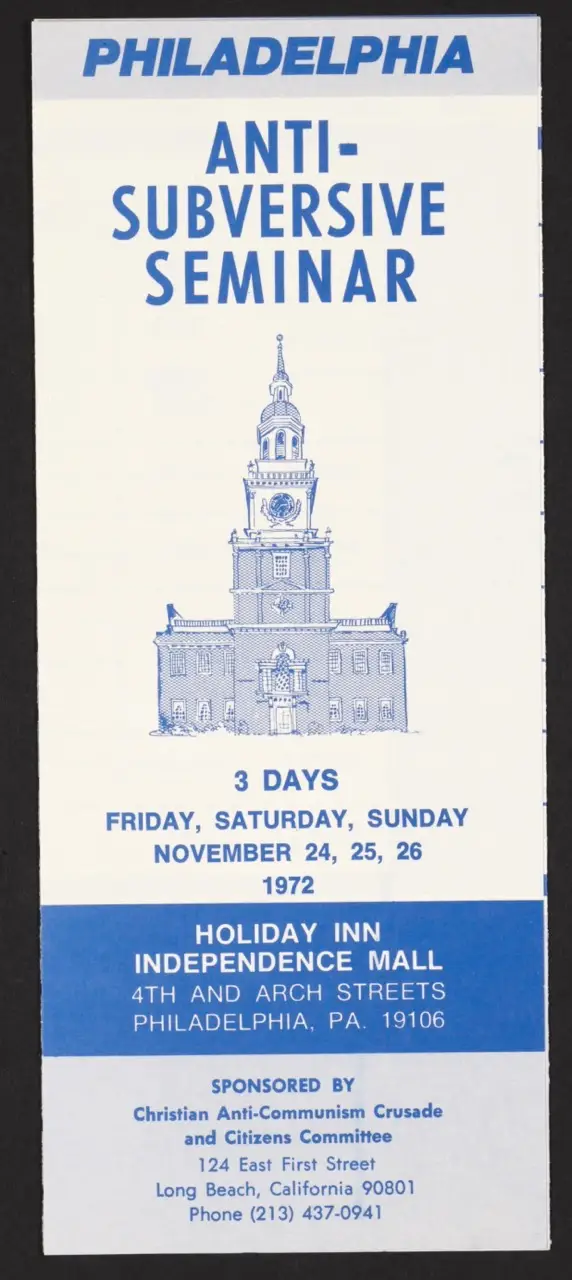 PHILADELPHIA
ANTI-
SUBVERSIVE
SEMINAR
3 DAYS
FRIDAY, SATURDAY, SUNDAY
NOVEMBER 24, 25, 26
1972
HOLIDAY INN
INDEPENDENCE MALL
4TH AND ARCH STREETS
PHILADELPHIA, PA. 19106
SPONSORED BY
Christian Anti-Communism Crusade
and Citizens Committee
124 East First Street
Long Beach, California 90801
Phone (213) 437-0941